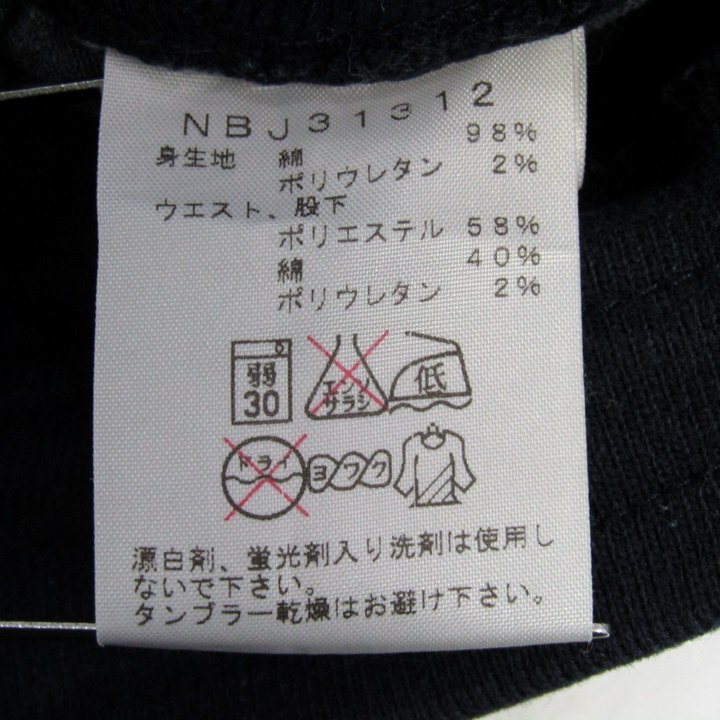 NBJ31312
身生地 綿 98%
ポリウレタン 2%
ウエスト、股下
ポリエステル 58%
綿 40%
ポリウレタン 2%
弱
30
エンソ
サラシ
低
ドライ
ヨワク
漂白剤、蛍光剤入り洗剤は使用し
ないで下さい。
タンブラー乾燥はお避け下さい。